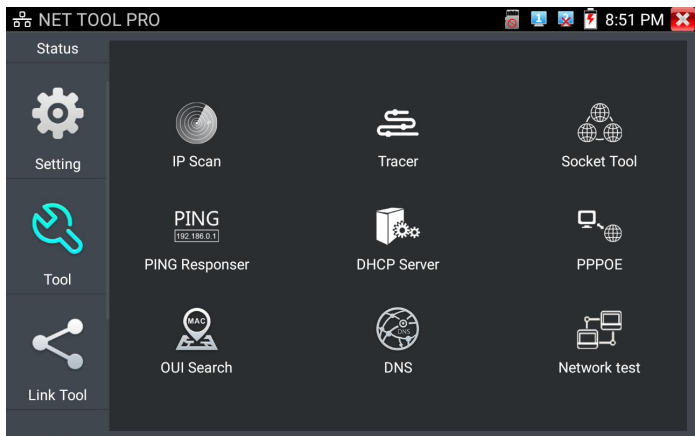 NET TOOL PRO
1
8:51 PM
Status
Setting
Tool
Link Tool
IP Scan
Tracer
Socket Tool
PING
192.186.0.1
PING Responser
DHCP Server
PPPOE
MAC
OUI Search
DNS
DNS
Network test